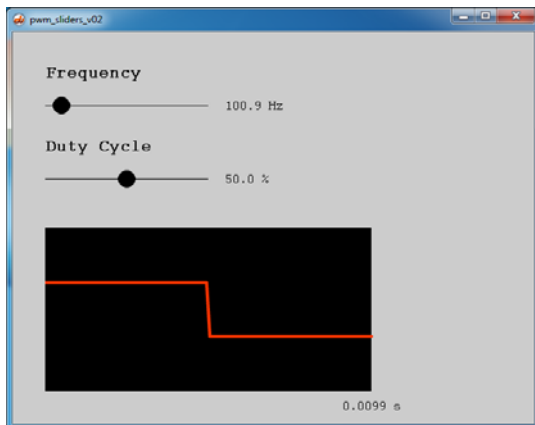 pwm_sliders_v02
Frequency
100.9 Hz
Duty Cycle
50.0 %
0.0099 s